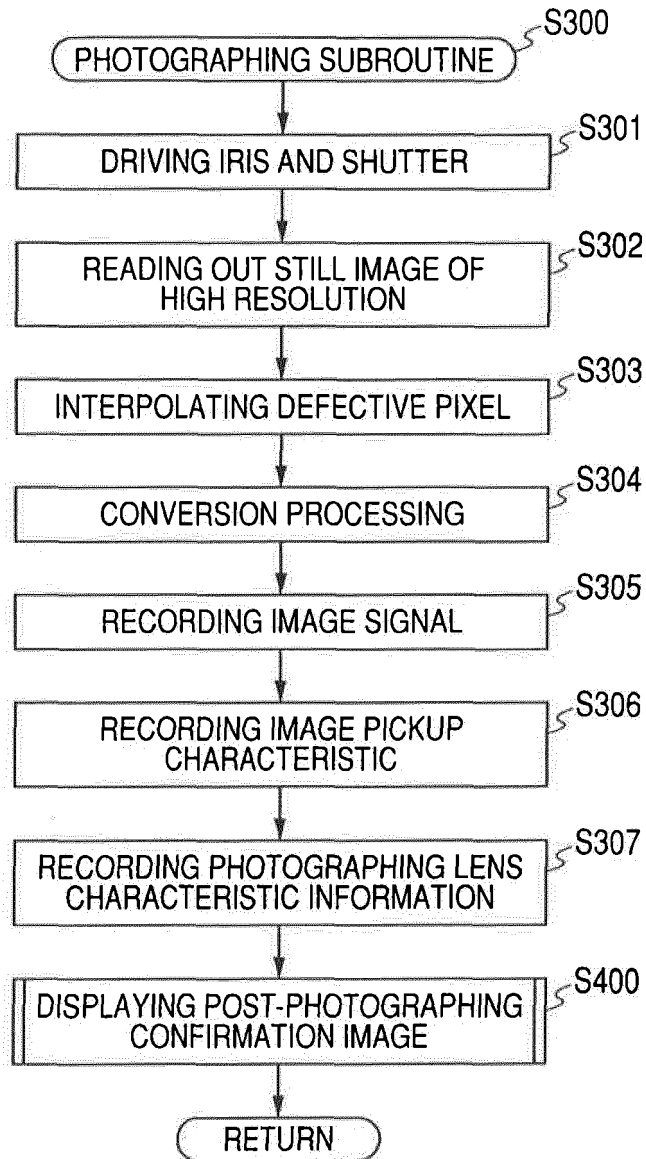 S300
PHOTOGRAPHING SUBROUTINE
S301
DRIVING IRIS AND SHUTTER
S302
READING OUT STILL IMAGE OF
HIGH RESOLUTION
S303
INTERPOLATING DEFECTIVE PIXEL
S304
CONVERSION PROCESSING
S305
RECORDING IMAGE SIGNAL
S306
RECORDING IMAGE PICKUP
CHARACTERISTIC
S307
RECORDING PHOTOGRAPHING LENS
CHARACTERISTIC INFORMATION
S400
DISPLAYING POST-PHOTOGRAPHING
CONFIRMATION IMAGE
RETURN